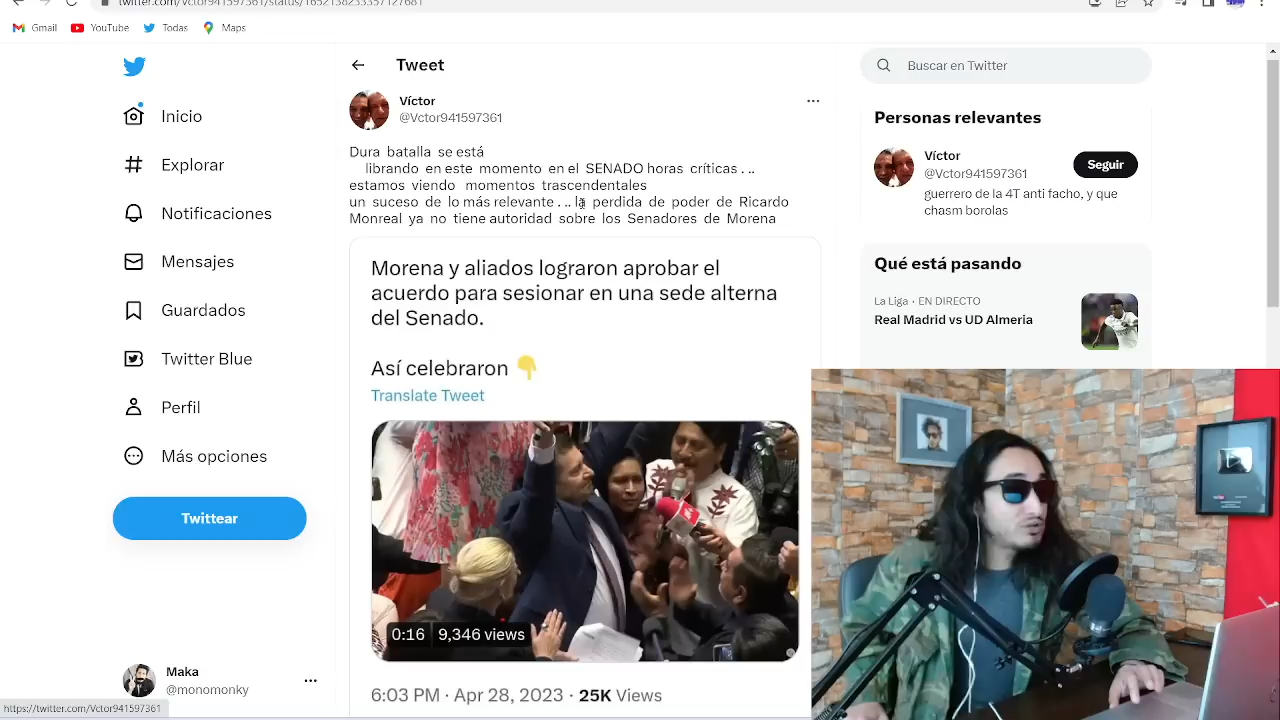 twitter.com/Vctor941597361/status/1652138233357127681
Gmail
YouTube
Todas
Maps
Tweet
Buscar en Twitter
Inicio
Explorar
Notificaciones
Mensajes
Guardados
Twitter Blue
Perfil
Más opciones
Twittear
Maka
@monomonky
https://twitter.com/Vctor941597361
Víctor
@Vctor941597361
Dura batalla se está
librando en este momento en el SENADO horas críticas . ..
estamos viendo momentos trascendentales
un suceso de lo más relevante . .. la perdida de poder de Ricardo
Monreal ya no tiene autoridad sobre los Senadores de Morena
Morena y aliados lograron aprobar el
acuerdo para sesionar en una sede alterna
del Senado.
Así celebraron 👇
Translate Tweet
0:16 9,346 views
6:03 PM · Apr 28, 2023 · 25K Views
Personas relevantes
Víctor
@Vctor941597361
Seguir
guerrero de la 4T anti facho, y que
chasm borolas
Qué está pasando
La Liga · EN DIRECTO
Real Madrid vs UD Almeria